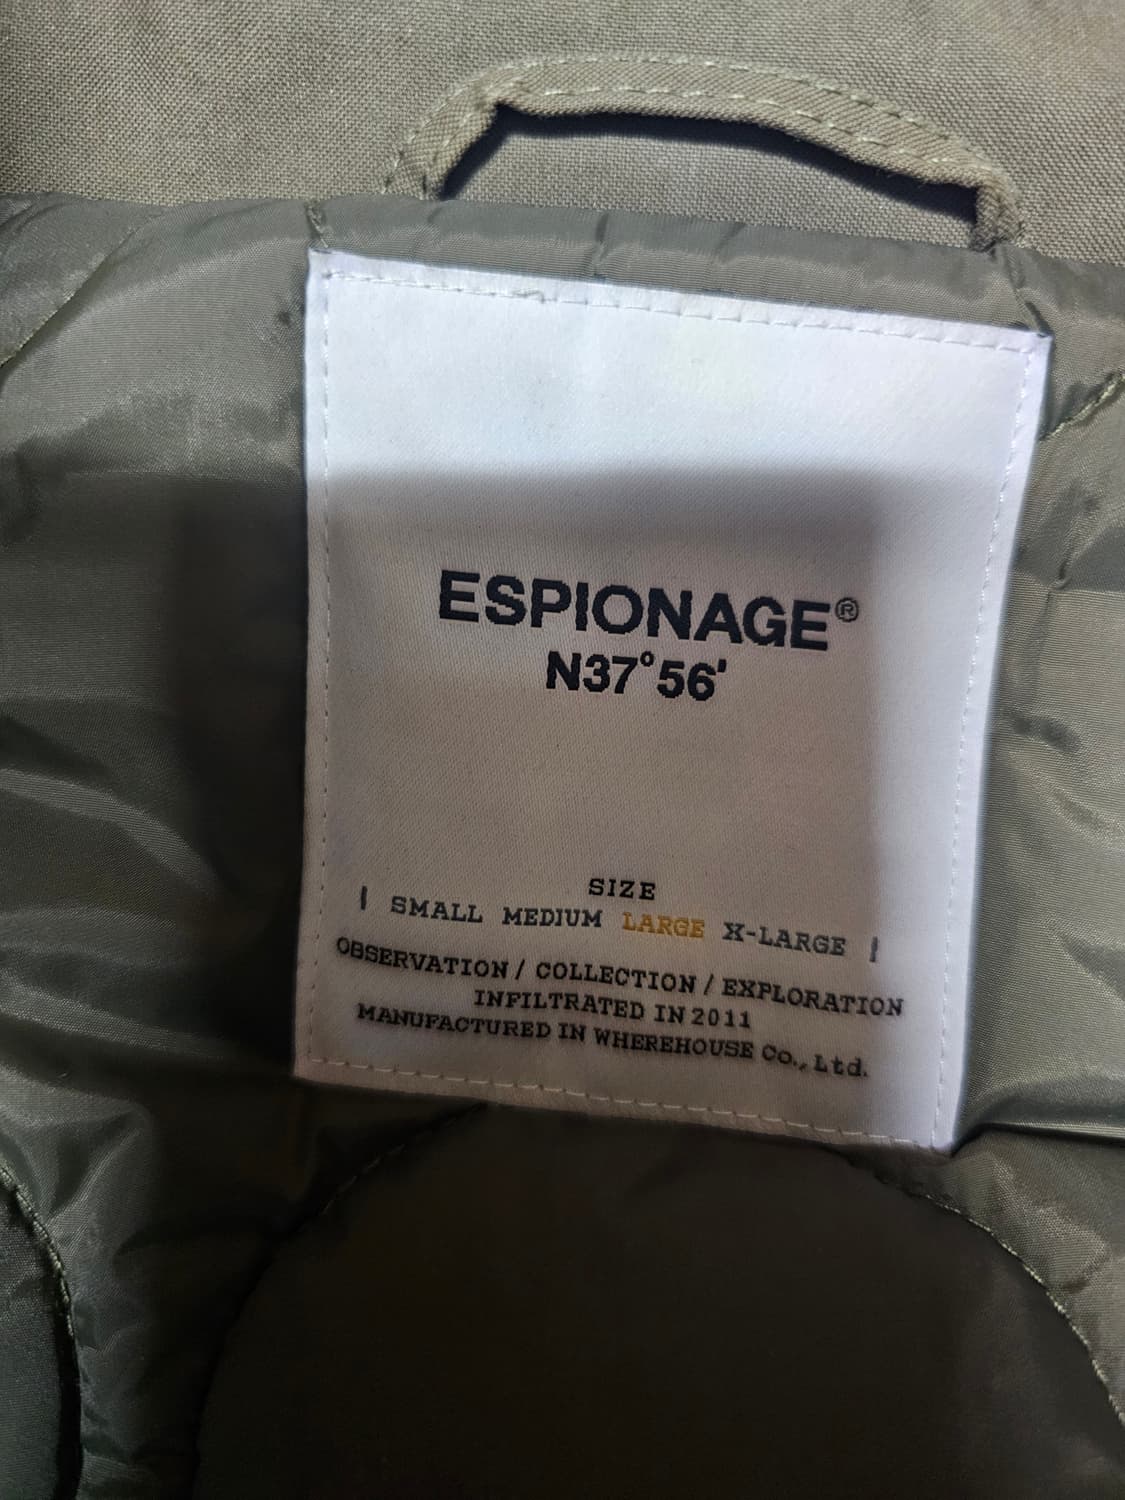 ESPIONAGE®
N37°56'
SIZE
| SMALL MEDIUM LARGE X-LARGE |
OBSERVATION / COLLECTION / EXPLORATION
INFILTRATED IN 2011
MANUFACTURED IN WHEREHOUSE Co., Ltd.